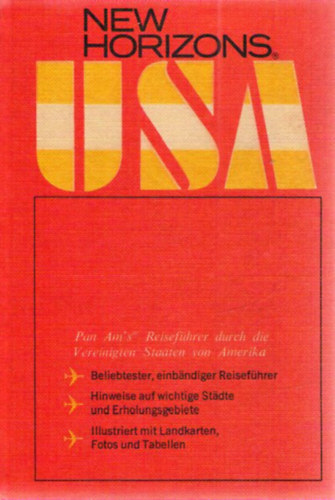 NEW
HORIZONS®
USA
Pan Am's® Reiseführer durch die
Vereinigten Staaten von Amerika
Beliebtester, einbändiger Reiseführer
Hinweise auf wichtige Städte
und Erholungsgebiete
Illustriert mit Landkarten,
Fotos und Tabellen